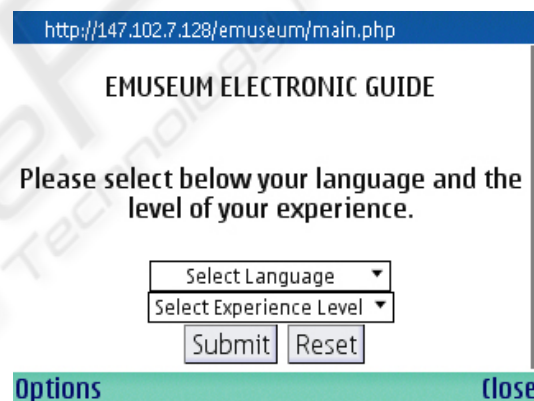 http://147.102.7.128/emuseum/main.php
EMUSEUM ELECTRONIC GUIDE
Please select below your language and the
level of your experience.
Select Language
Select Experience Level
Submit Reset
Options Close